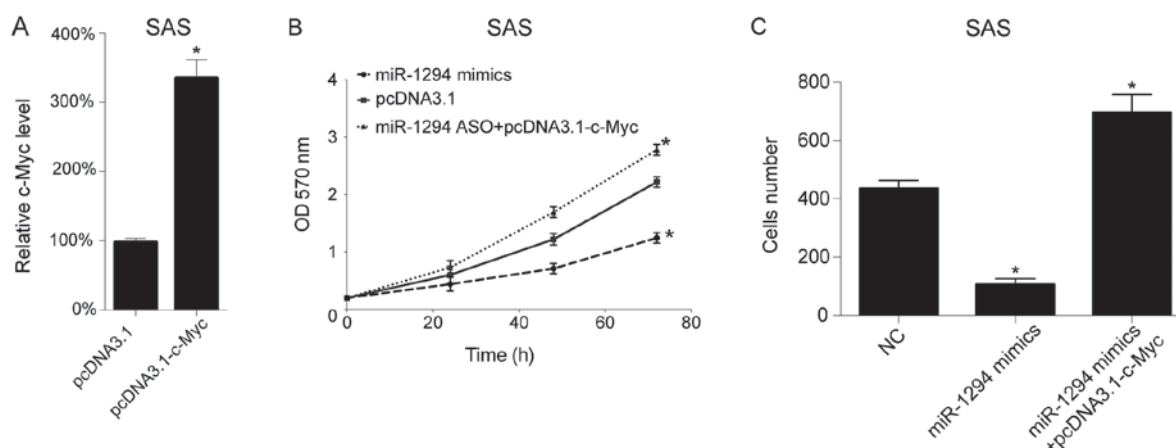 A
SAS
Relative c-Myc level
400%
300%
200%
100%
0%
*
pcDNA3.1
pcDNA3.1-c-Myc
B
SAS
OD 570 nm
4
3
2
1
0
miR-1294 mimics
pcDNA3.1
miR-1294 ASO+pcDNA3.1-c-Myc
*
*
0
20
40
60
80
Time (h)
C
SAS
Cells number
800
600
400
200
0
*
*
NC
miR-1294 mimics
miR-1294 mimics
+pcDNA3.1-c-Myc